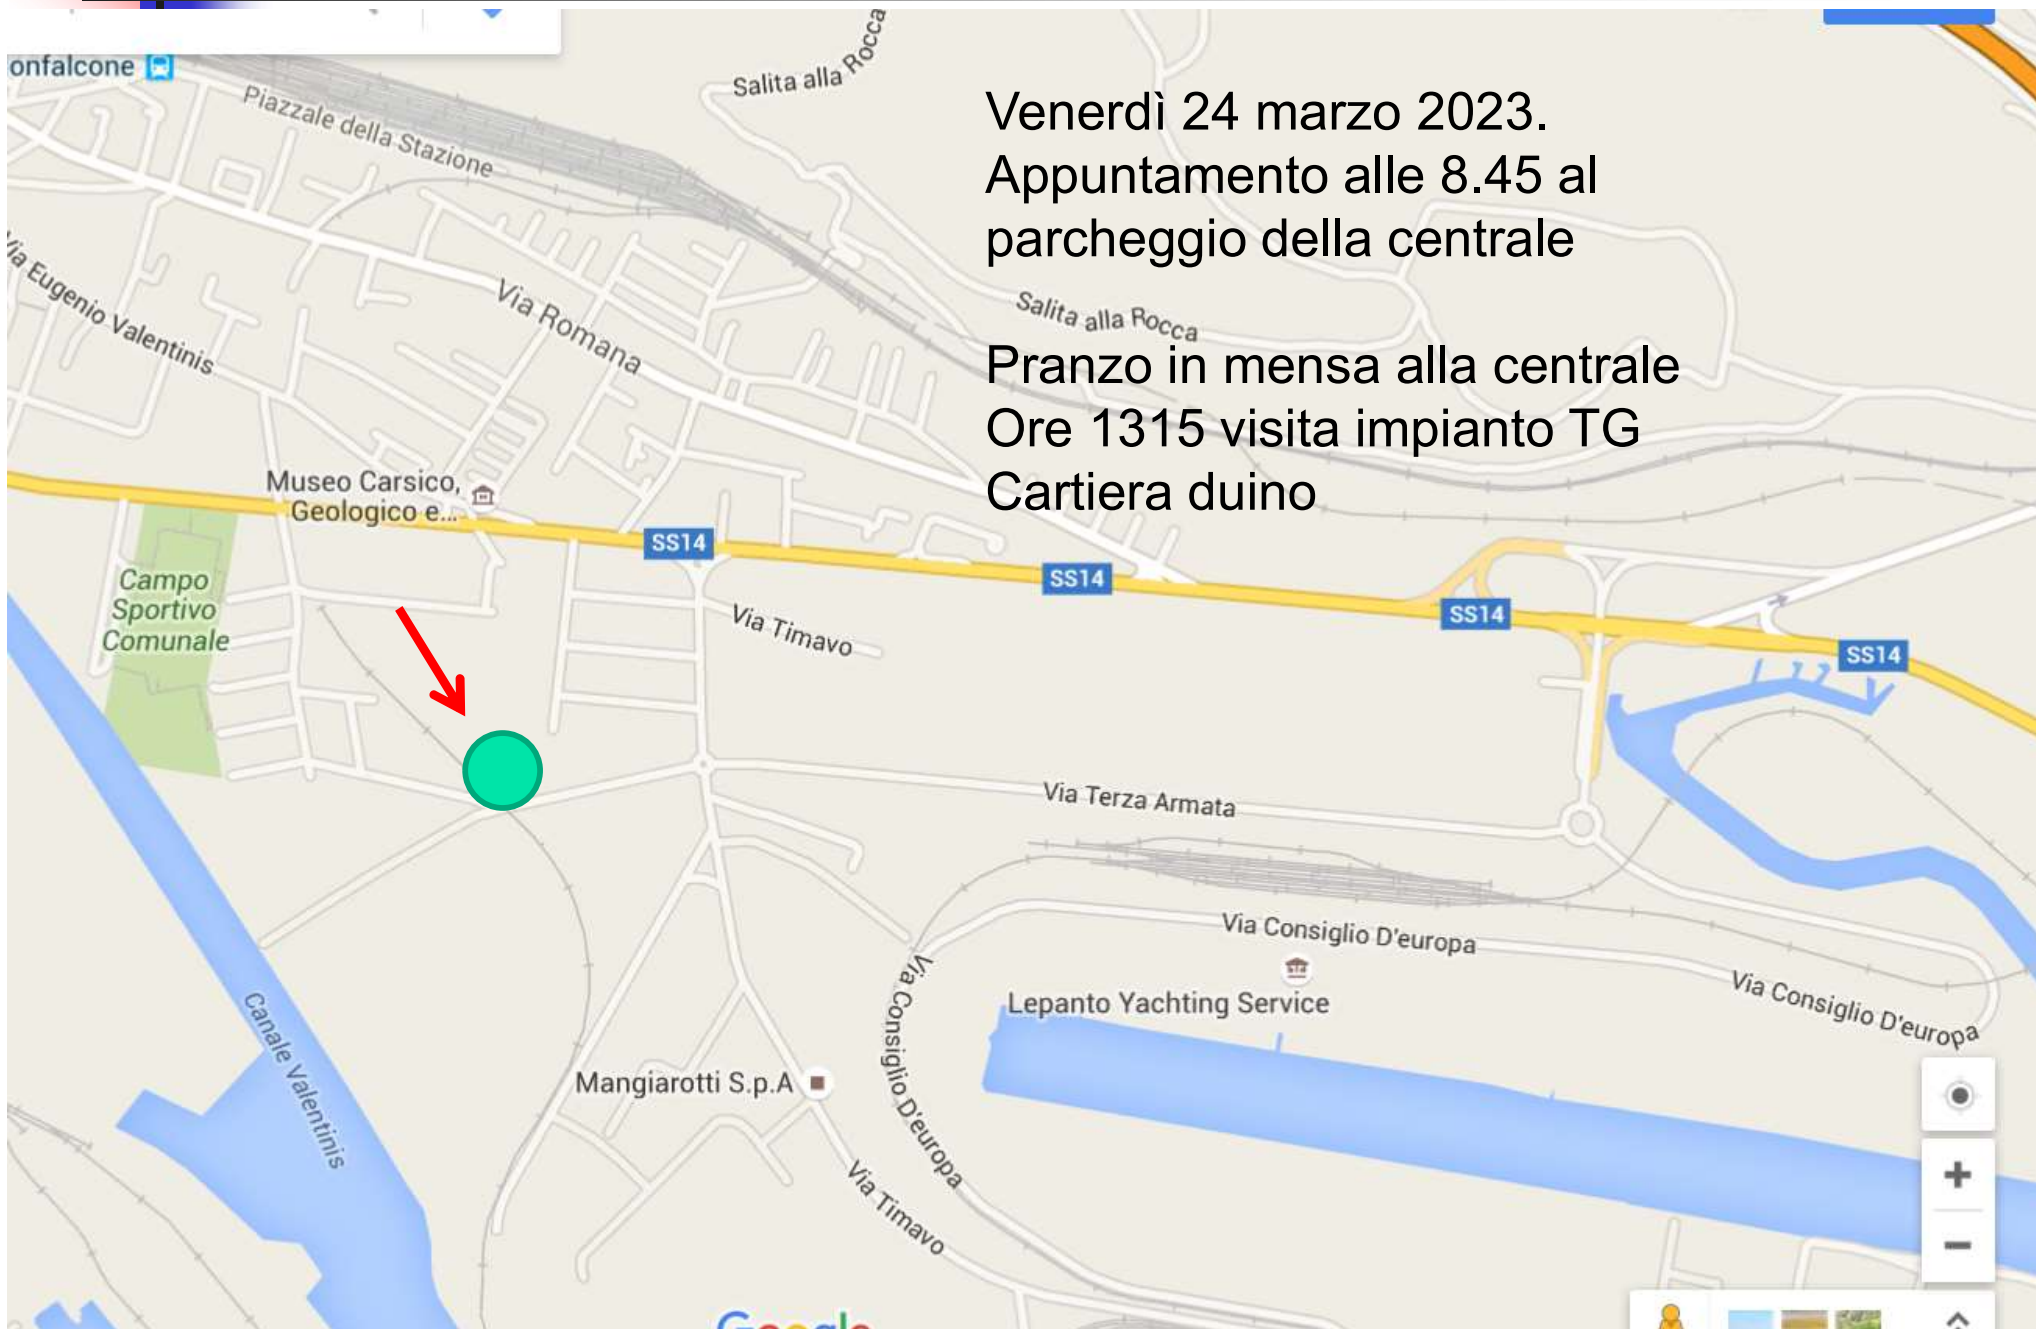 onfalcone
Piazzale della Stazione
Salita alla Rocca
Venerdì 24 marzo 2023.
Appuntamento alle 8.45 al
parcheggio della centrale
Via Eugenio Valentinis
Via Romana
Salita alla Rocca
Pranzo in mensa alla centrale
Ore 1315 visita impianto TG
Cartiera duino
Museo Carsico,
Geologico e...
SS14
SS14
SS14
SS14
Campo
Sportivo
Comunale
Via Timavo
Via Terza Armata
Via Consiglio D'europa
Via Consiglio D'europa
Via Consiglio D'europa
Lepanto Yachting Service
Canale Valentinis
Mangiarotti S.p.A
Via Timavo
Google